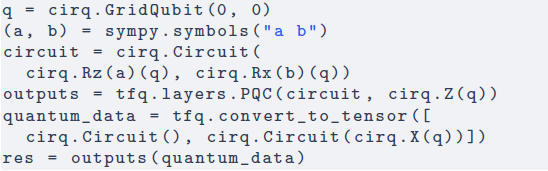 q = cirq.GridQubit(0, 0)
(a, b) = sympy.symbols("a b")
circuit = cirq.Circuit(
  cirq.Rz(a)(q), cirq.Rx(b)(q))
outputs = tfq.layers.PQC(circuit, cirq.Z(q))
quantum_data = tfq.convert_to_tensor([
  cirq.Circuit(), cirq.Circuit(cirq.X(q))])
res = outputs(quantum_data)